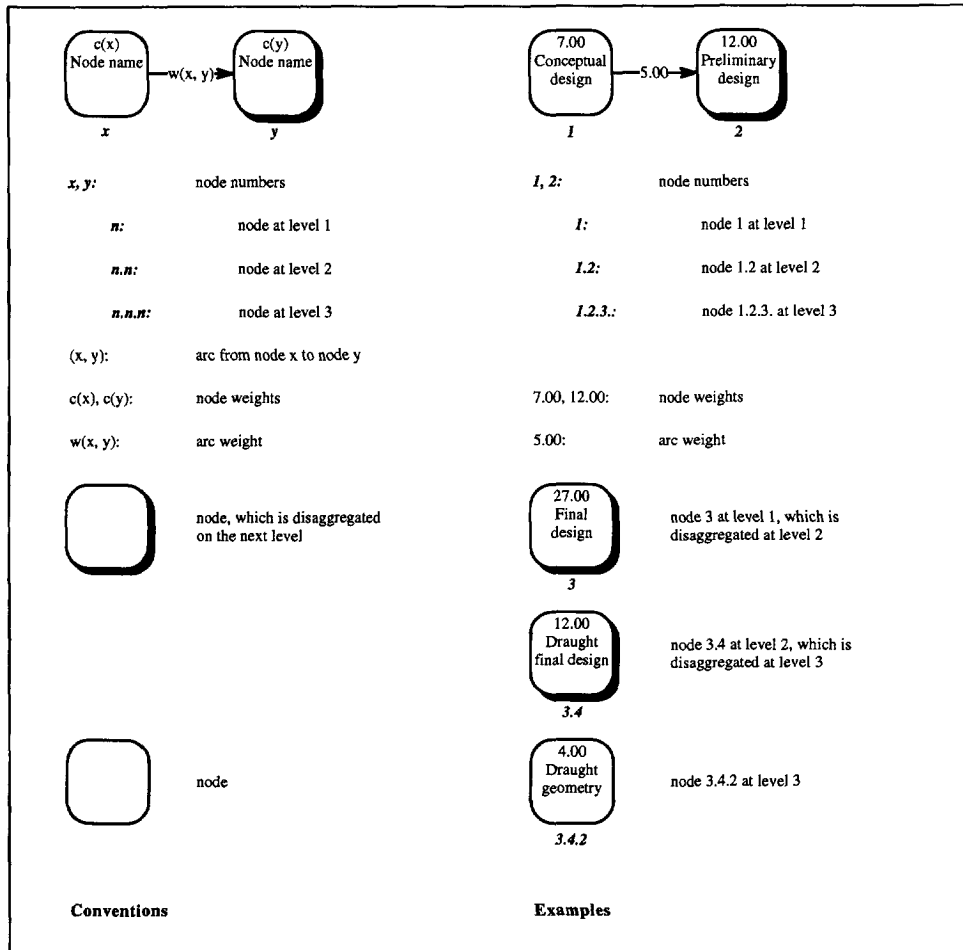 c(x)
Node name
w(x, y)
c(y)
Node name
x
y
7.00
Conceptual
design
5.00
12.00
Preliminary
design
1
2
x, y: node numbers
1, 2: node numbers
n: node at level 1
1: node 1 at level 1
n.n: node at level 2
1.2: node 1.2 at level 2
n.n.n: node at level 3
1.2.3.: node 1.2.3. at level 3
(x, y): arc from node x to node y
c(x), c(y): node weights
7.00, 12.00: node weights
w(x, y): arc weight
5.00: arc weight
node, which is disaggregated
on the next level
27.00
Final
design
3
node 3 at level 1, which is
disaggregated at level 2
12.00
Draught
final design
3.4
node 3.4 at level 2, which is
disaggregated at level 3
node
4.00
Draught
geometry
3.4.2
node 3.4.2 at level 3
Conventions
Examples